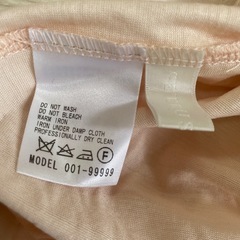 DO NOT WASH
DO NOT BLEACH
WARM IRON
IRON UNDER DAMP CLOTH
PROFESSIONALLY DRY CLEAN
F
MODEL 001-99999